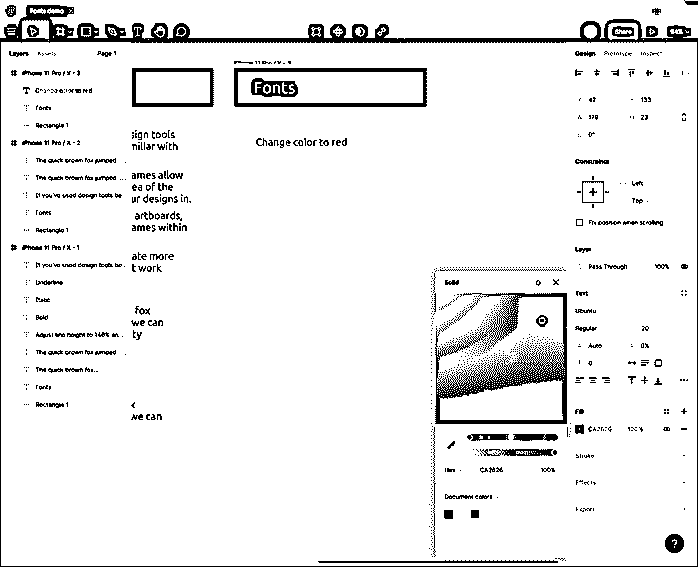 Fonts demo
Share
64%
Layers
Assets
Page 1
iPhone 11 Pro / X - 3
Change color to red
Fonts
Rectangle 1
iPhone 11 Pro / X - 2
The quick brown fox jumped ...
The quick brown fox jumped ...
If you've used design tools be...
Fonts
Rectangle 1
iPhone 11 Pro / X - 1
If you've used design tools be...
Underline
Italic
Bold
Adjust line height to 140% an...
The quick brown fox jumped ...
The quick brown fox...
Fonts
Rectangle 1
sign tools
miliar with
ames allow
ea of the
ur designs in.
artboards,
ames within
ate more
t work
fox
we can
ty
we can
iPhone 11 Pro / X - 3
Fonts
Change color to red
Solid
Hex
CA2626
100%
Document colors
Design
Prototype
Inspect
X
42
Y
133
W
179
H
23
0°
Constraints
Left
Top
Fix position when scrolling
Layer
Pass Through
100%
Text
Ubuntu
Regular
20
Auto
0%
0
Fill
CA2626
100%
Stroke
Effects
Export
?